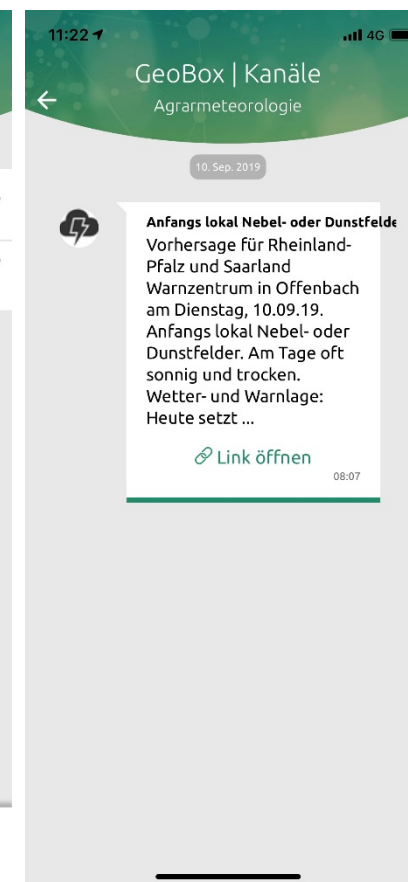 11:22
4G
GeoBox | Kanäle
Agrarmeteorologie
10. Sep. 2019
Anfangs lokal Nebel- oder Dunstfelde
Vorhersage für Rheinland-
Pfalz und Saarland
Warnzentrum in Offenbach
am Dienstag, 10.09.19.
Anfangs lokal Nebel- oder
Dunstfelder. Am Tage oft
sonnig und trocken.
Wetter- und Warnlage:
Heute setzt ...
Link öffnen
08:07